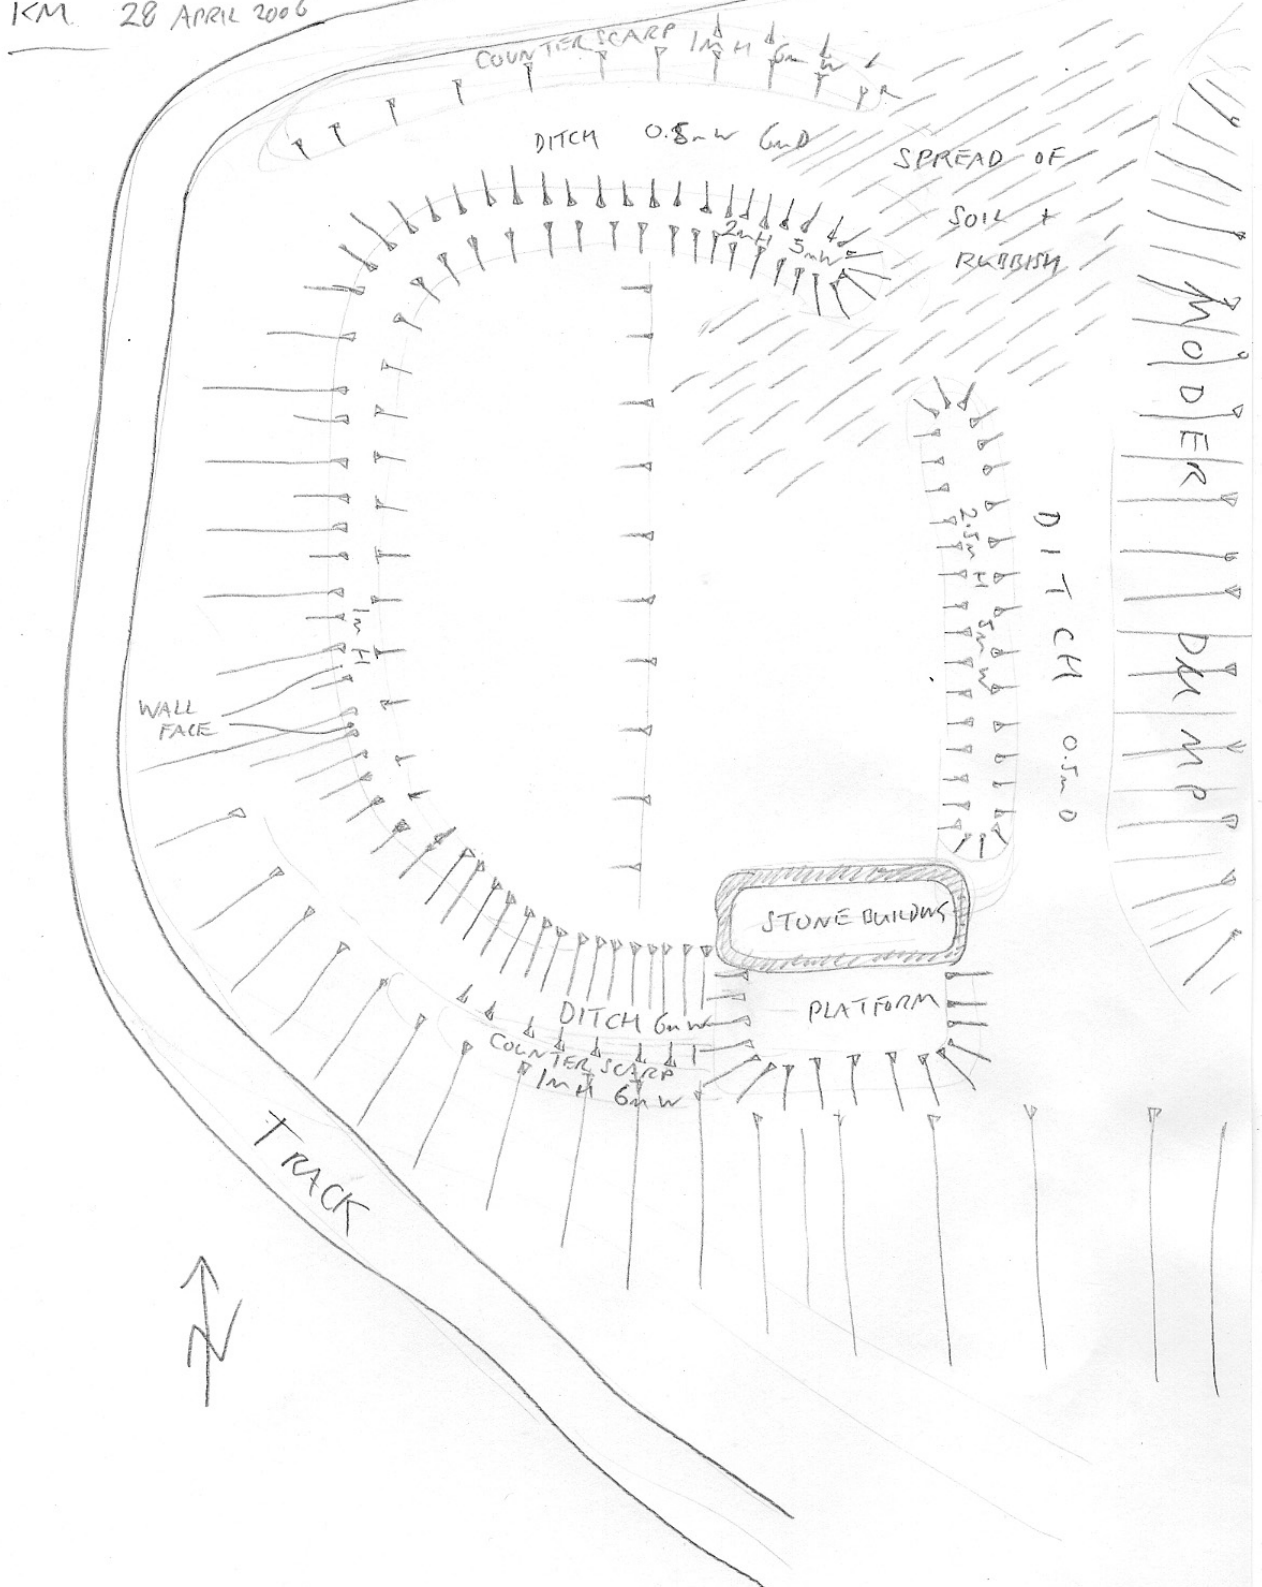 KM 28 APRIL 2006
COUNTERSCARP 1m H 6m W
DITCH 0.5m W 6m D
SPREAD OF
SOIL +
RUBBISH
2m H 5m W
MODERN DUMP
DITCH 0.5m D
2.5m H 5m W
1m H
WALL
FACE
STONE BUILDING
PLATFORM
DITCH 6m W
COUNTERSCARP
1m H 6m W
TRACK
N